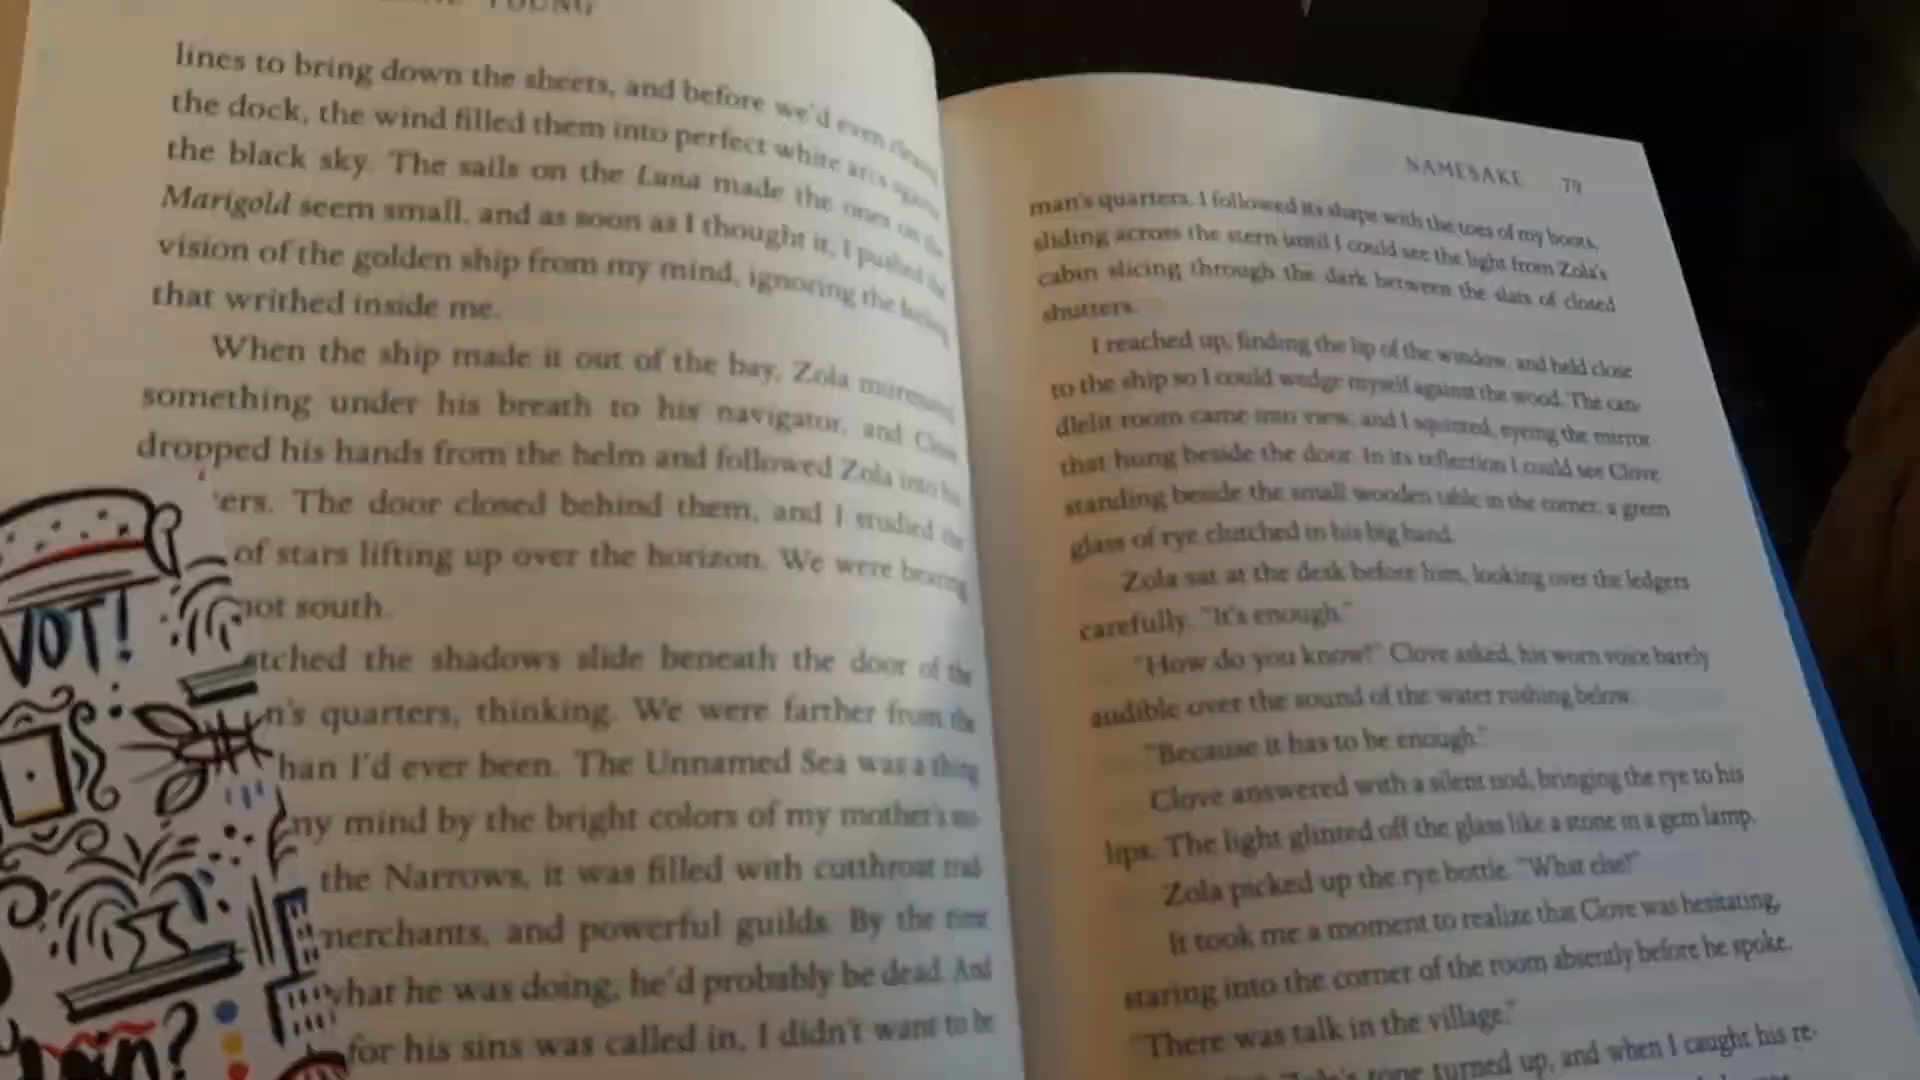 YOUNG
lines to bring down the sheets, and before we'd even
the dock, the wind filled them into perfect white arcs
the black sky. The sails on the Luna made the ones on the
Marigold seem small, and as soon as I thought it, I pushed the
vision of the golden ship from my mind, ignoring the
that writhed inside me.
When the ship made it out of the bay, Zola
something under his breath to his navigator, and Clove
dropped his hands from the helm and followed Zola into his
ers. The door closed behind them, and I studied the
of stars lifting up over the horizon. We were bearing
not south.
tched the shadows slide beneath the door of the
n's quarters, thinking. We were farther from the
han I'd ever been. The Unnamed Sea was a thing
my mind by the bright colors of my mother's
the Narrows, it was filled with cutthroat
merchants, and powerful guilds. By the time
what he was doing, he'd probably be dead. And
for his sins was called in, I didn't want to be
VOT!
NAMESAKE 79
man's quarters. I followed its shape with the toes of my boots,
sliding across the stern until I could see the light from Zola's
cabin slicing through the dark between the slats of closed
shutters.
I reached up, finding the lip of the window, and held close
to the ship so I could wedge myself against the wood. The can-
dlelit room came into view, and I squinted, eyeing the mirror
that hung beside the door. In its reflection I could see Clove
standing beside the small wooden table in the corner, a green
glass of rye clutched in his big hand.
Zola sat at the desk before him, looking over the ledgers
carefully. "It's enough."
"How do you know?" Clove asked, his worn voice barely
audible over the sound of the water rushing below.
"Because it has to be enough."
Clove answered with a silent nod, bringing the rye to his
lips. The light glinted off the glass like a stone in a gem lamp.
Zola picked up the rye bottle. "What else?"
It took me a moment to realize that Clove was hesitating,
staring into the corner of the room absently before he spoke.
"There was talk in the village."
Zola's tone turned up, and when I caught his re-